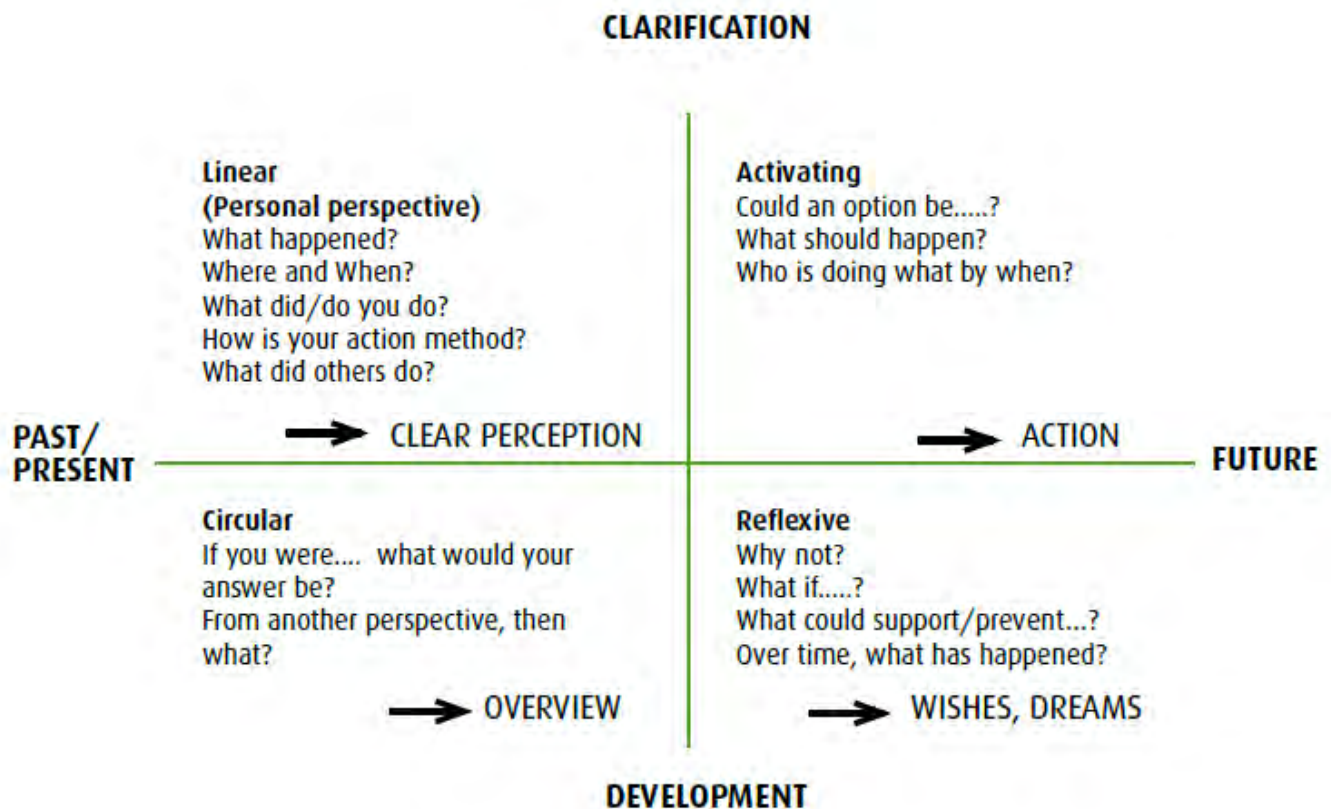 CLARIFICATION
Linear
(Personal perspective)
What happened?
Where and When?
What did/do you do?
How is your action method?
What did others do?
CLEAR PERCEPTION
Activating
Could an option be.....?
What should happen?
Who is doing what by when?
ACTION
PAST/
PRESENT
FUTURE
Circular
If you were.... what would your
answer be?
From another perspective, then
what?
OVERVIEW
Reflexive
Why not?
What if.....?
What could support/prevent...?
Over time, what has happened?
WISHES, DREAMS
DEVELOPMENT